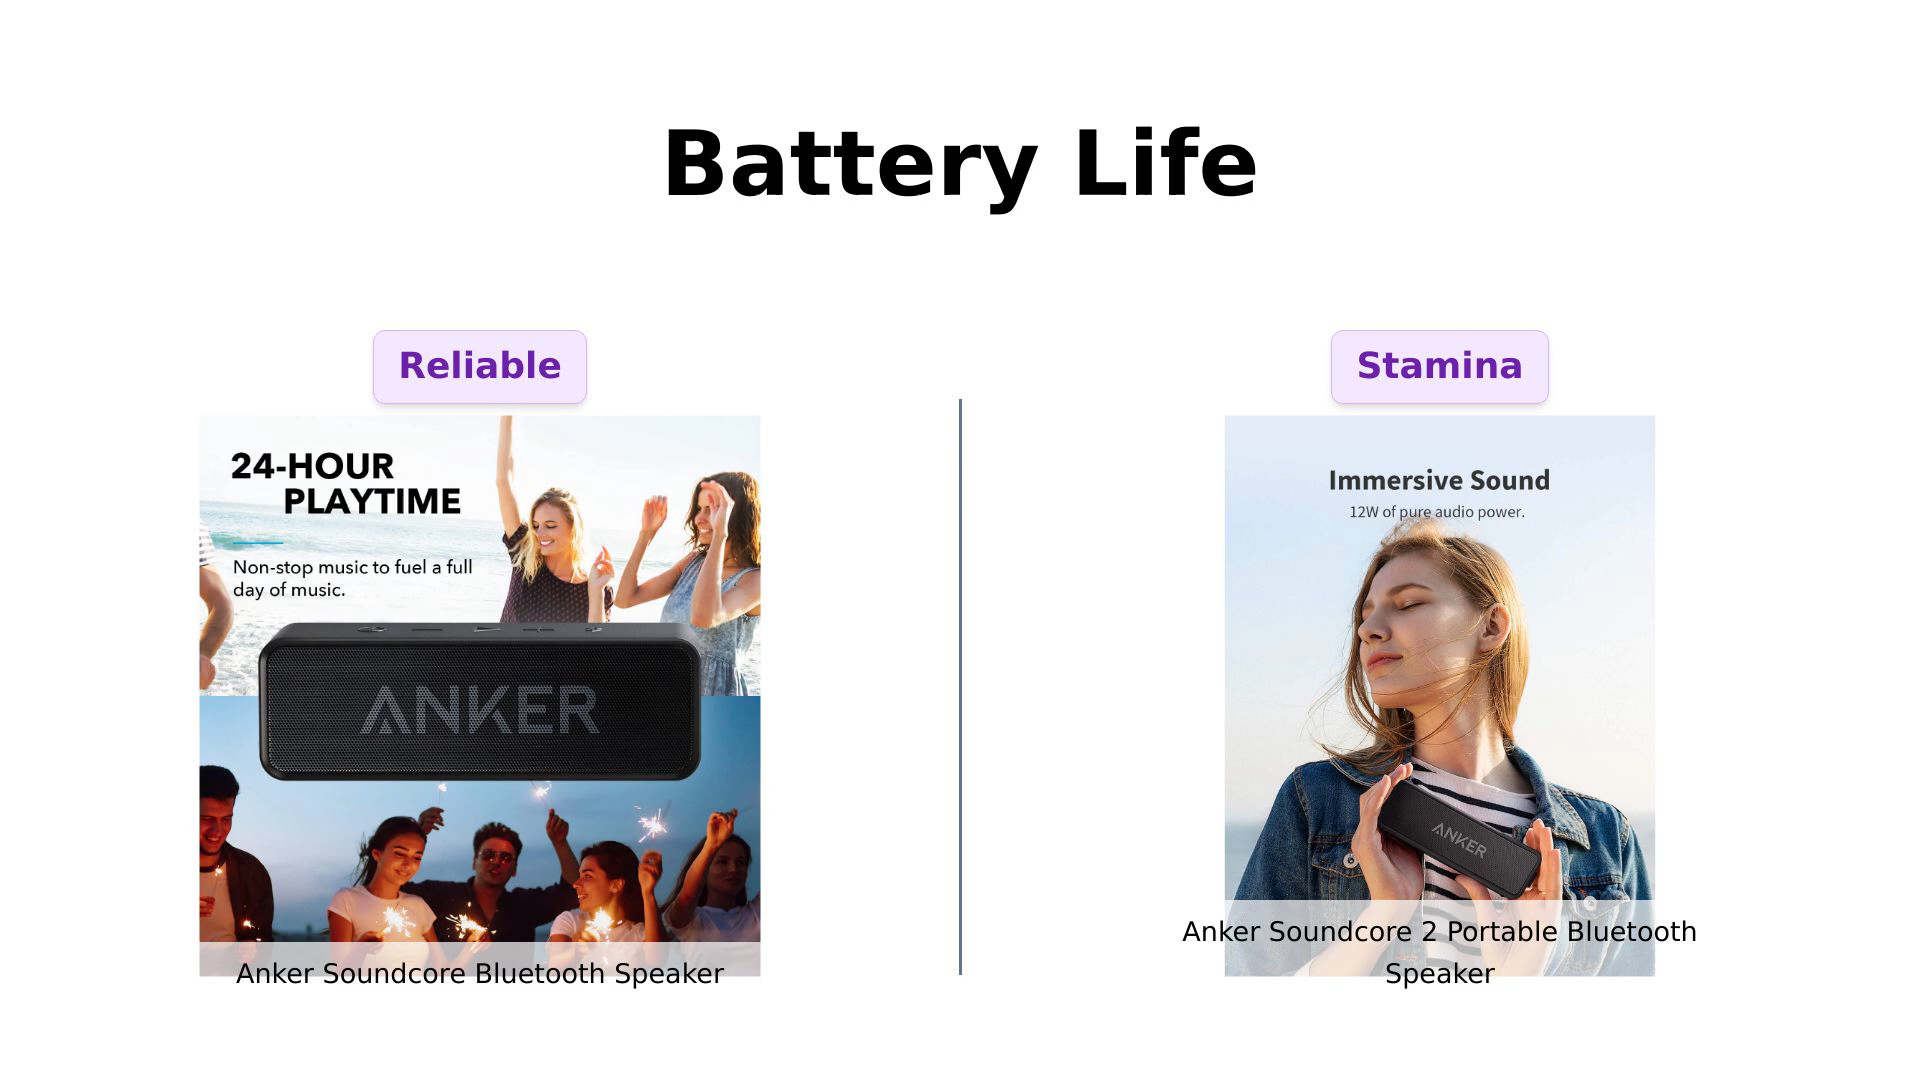 Battery Life
Reliable
24-HOUR
PLAYTIME
Non-stop music to fuel a full
day of music.
ANKER
Anker Soundcore Bluetooth Speaker
Stamina
Immersive Sound
12W of pure audio power.
ANKER
Anker Soundcore 2 Portable Bluetooth
Speaker